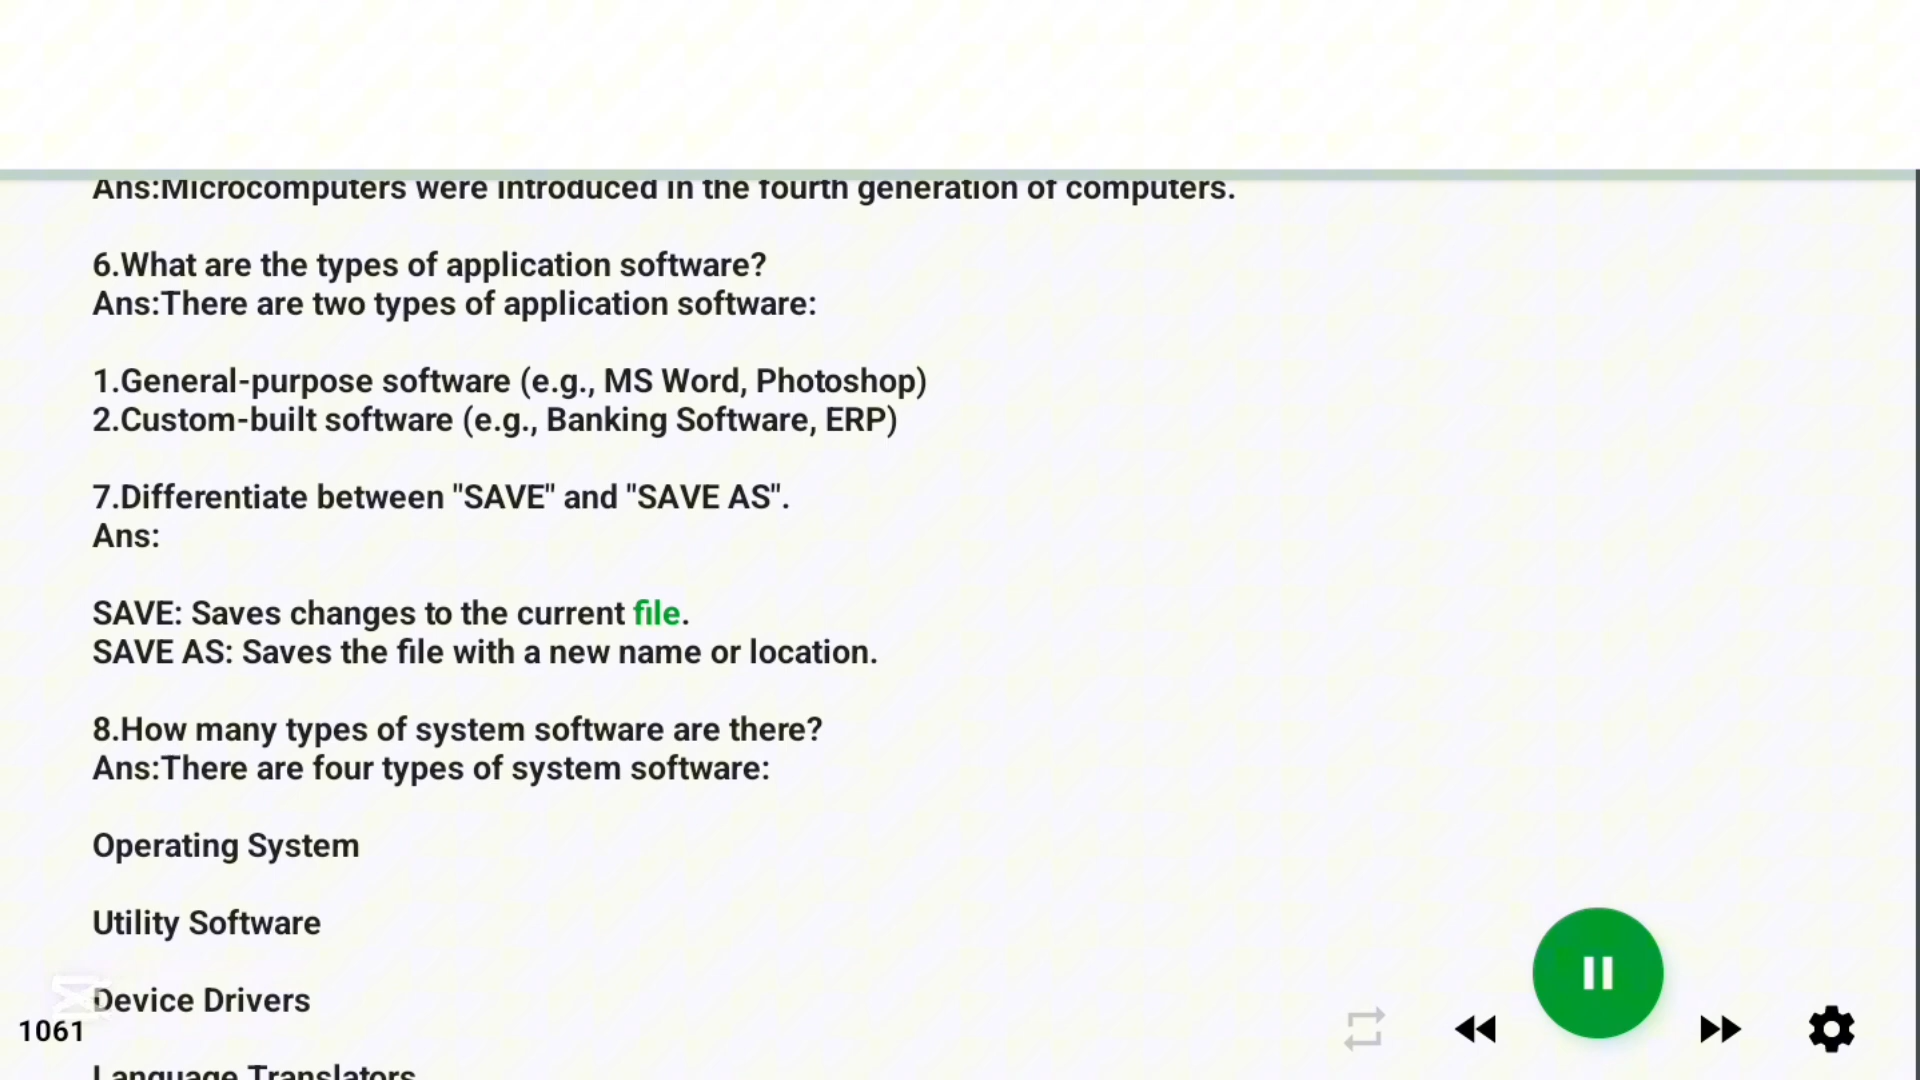 Ans:Microcomputers were introduced in the fourth generation of computers.
6.What are the types of application software?
Ans:There are two types of application software:
1.General-purpose software (e.g., MS Word, Photoshop)
2.Custom-built software (e.g., Banking Software, ERP)
7.Differentiate between "SAVE" and "SAVE AS".
Ans:
SAVE: Saves changes to the current file.
SAVE AS: Saves the file with a new name or location.
8.How many types of system software are there?
Ans:There are four types of system software:
Operating System
Utility Software
Device Drivers
1061
Language Translators